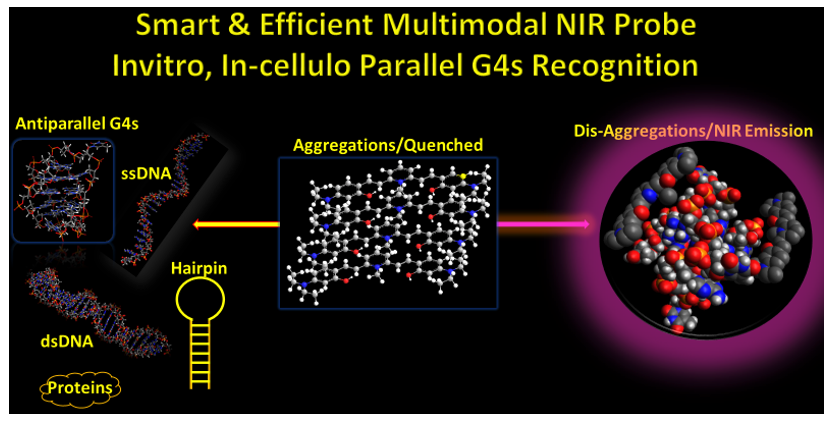 Smart & Efficient Multimodal NIR Probe
Invitro, In-cellulo Parallel G4s Recognition
Antiparallel G4s
ssDNA
Aggregations/Quenched
Dis-Aggregations/NIR Emission
Hairpin
dsDNA
Proteins